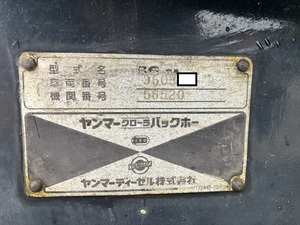 型式名
車両番号
機関番号 56520
ヤンマークローラバックホー
ヤンマーディーゼル株式会社